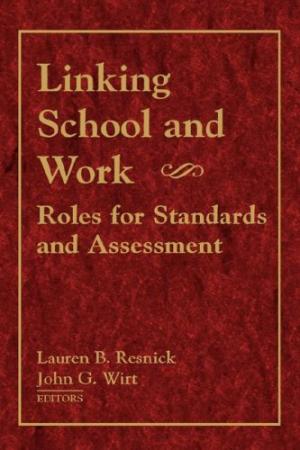 Linking
School and
Work
Roles for Standards
and Assessment
Lauren B. Resnick
John G. Wirt
EDITORS